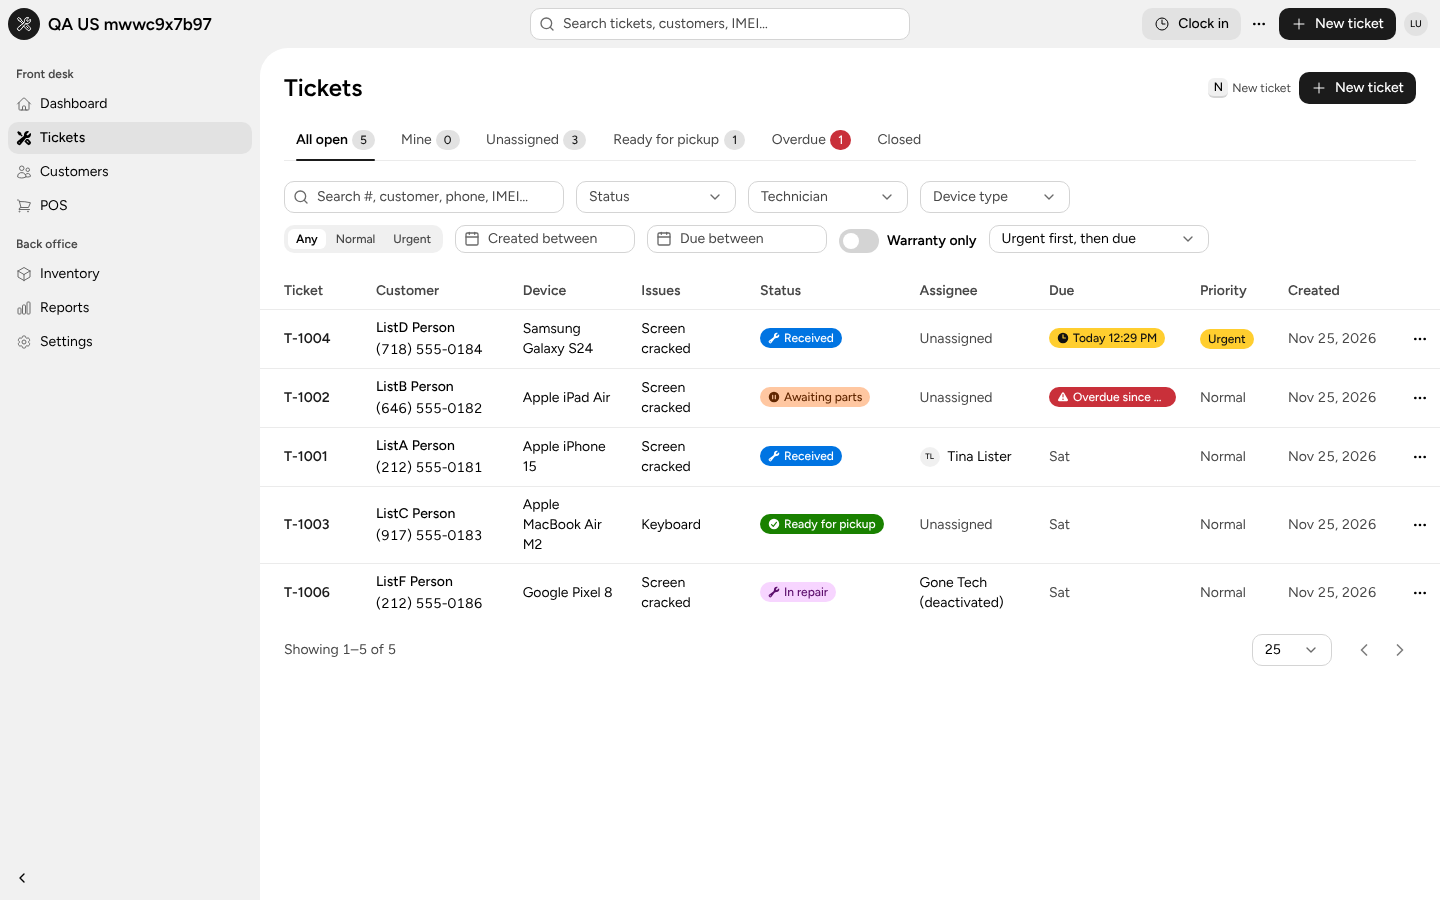 QA US mwwc9x7b97
Search tickets, customers, IMEI...
Clock in
New ticket
LU
Front desk
Dashboard
Tickets
Customers
POS
Back office
Inventory
Reports
Settings
Tickets
N New ticket
New ticket
All open 5
Mine 0
Unassigned 3
Ready for pickup 1
Overdue 1
Closed
Search #, customer, phone, IMEI...
Status
Technician
Device type
Any
Normal
Urgent
Created between
Due between
Warranty only
Urgent first, then due
Ticket Customer Device Issues Status Assignee Due Priority Created
T-1004
ListD Person
(718) 555-0184
Samsung
Galaxy S24
Screen
cracked
Received
Unassigned
Today 12:29 PM
Urgent
Nov 25, 2026
T-1002
ListB Person
(646) 555-0182
Apple iPad Air
Screen
cracked
Awaiting parts
Unassigned
Overdue since ...
Normal
Nov 25, 2026
T-1001
ListA Person
(212) 555-0181
Apple iPhone
15
Screen
cracked
Received
TL Tina Lister
Sat
Normal
Nov 25, 2026
T-1003
ListC Person
(917) 555-0183
Apple
MacBook Air
M2
Keyboard
Ready for pickup
Unassigned
Sat
Normal
Nov 25, 2026
T-1006
ListF Person
(212) 555-0186
Google Pixel 8
Screen
cracked
In repair
Gone Tech
(deactivated)
Sat
Normal
Nov 25, 2026
Showing 1–5 of 5
25